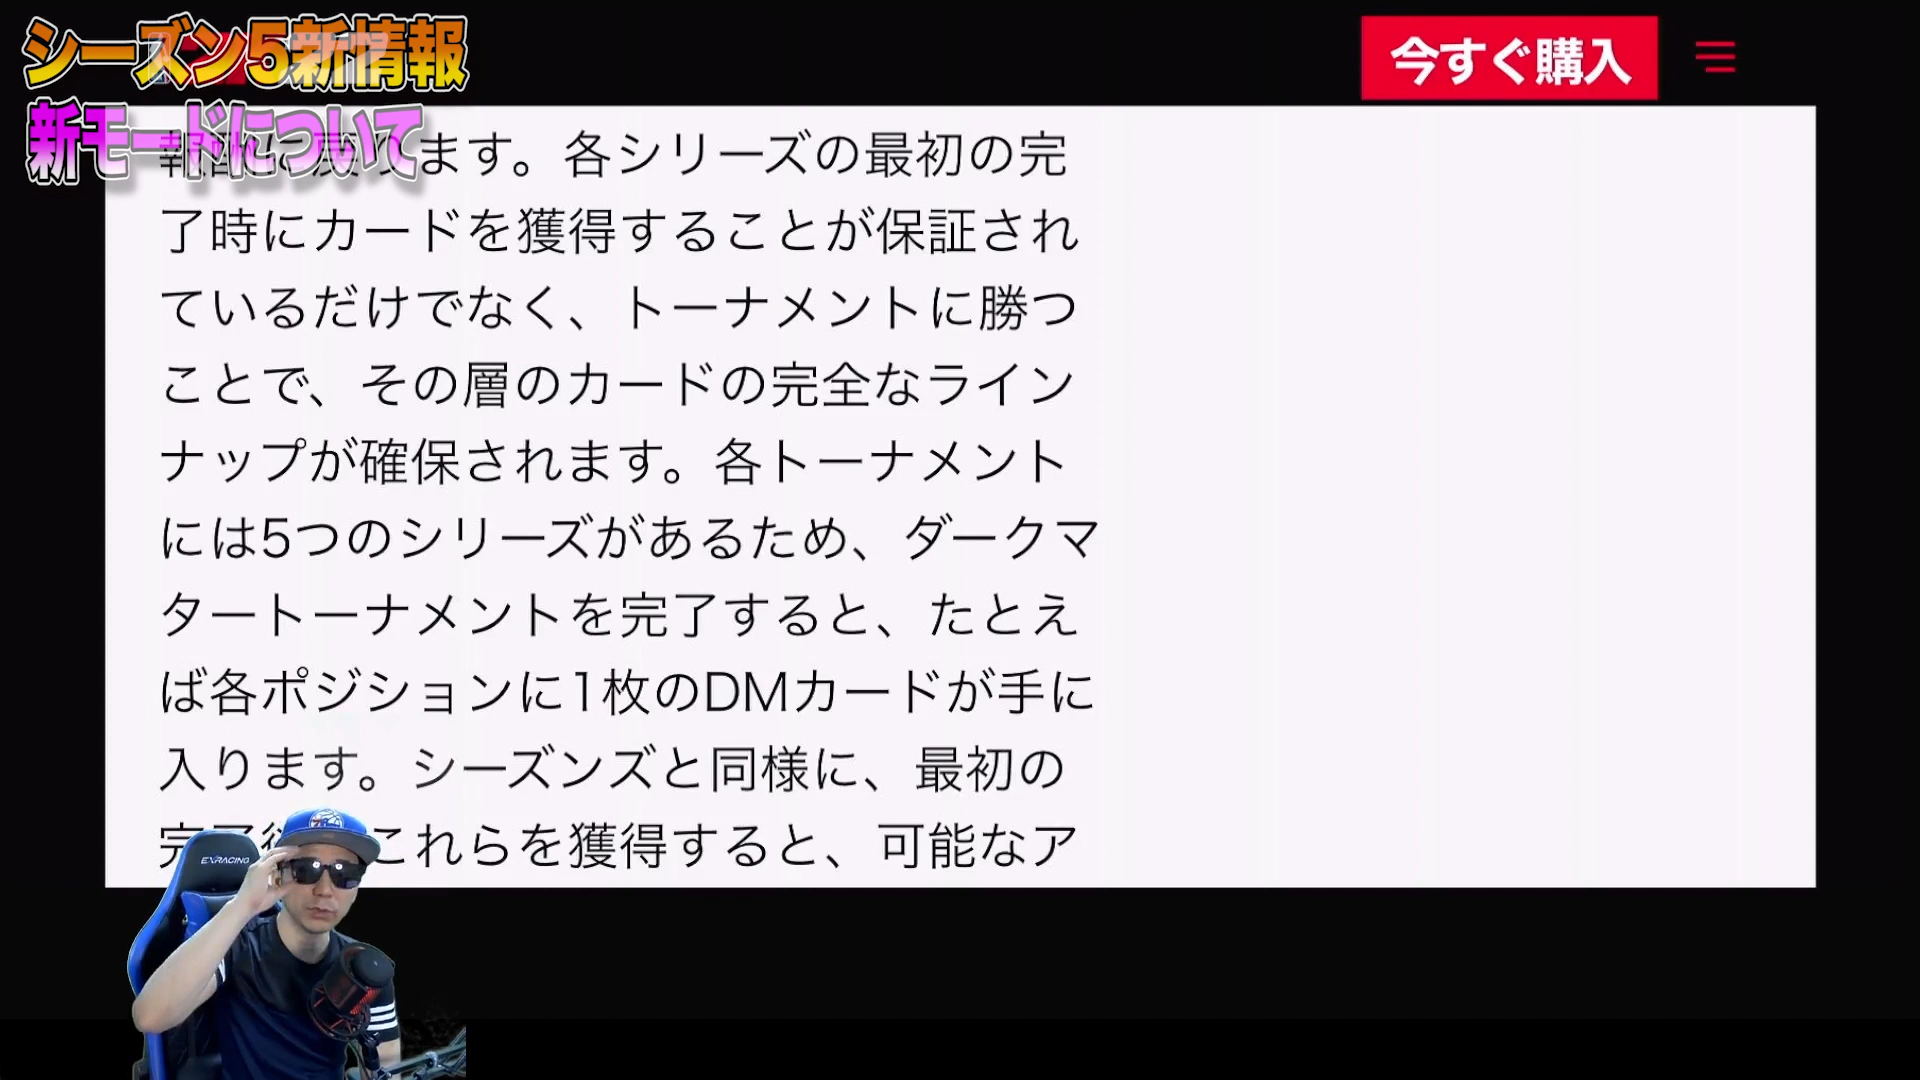 シーズン5新情報
今すぐ購入
新モードについて
ます。各シリーズの最初の完
了時にカードを獲得することが保証され
ているだけでなく、トーナメントに勝つ
ことで、その層のカードの完全なライン
ナップが確保されます。各トーナメント
には5つのシリーズがあるため、ダークマ
タートーナメントを完了すると、たとえ
ば各ポジションに1枚のDMカードが手に
入ります。シーズンズと同様に、最初の
これらを獲得すると、可能なア
EXRACING